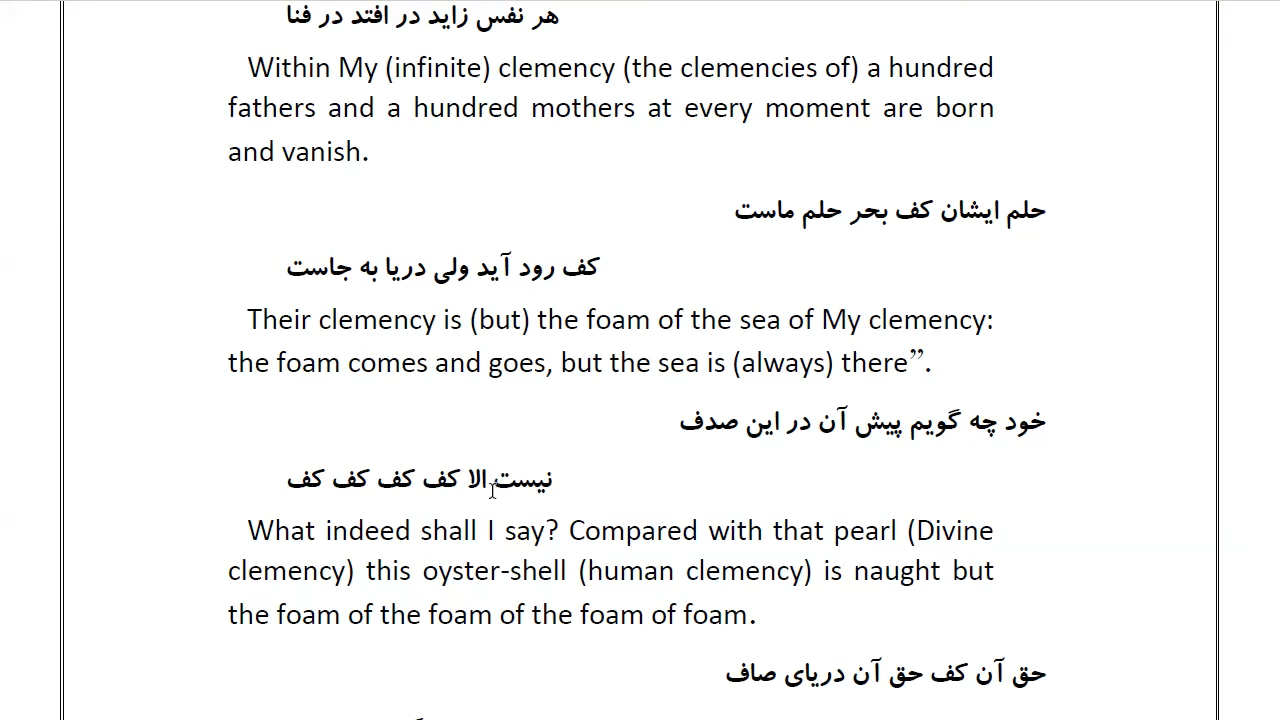 هر نفس زاید در افتد در فنا
Within My (infinite) clemency (the clemencies of) a hundred
fathers and a hundred mothers at every moment are born
and vanish.
حلم ایشان کف بحر حلم ماست
کف رود آید ولی دریا به جاست
Their clemency is (but) the foam of the sea of My clemency:
the foam comes and goes, but the sea is (always) there”.
خود چه گویم پیش آن در این صدف
نیست الا کف کف کف کف
What indeed shall I say? Compared with that pearl (Divine
clemency) this oyster-shell (human clemency) is naught but
the foam of the foam of the foam of foam.
حق آن کف حق آن دریای صاف